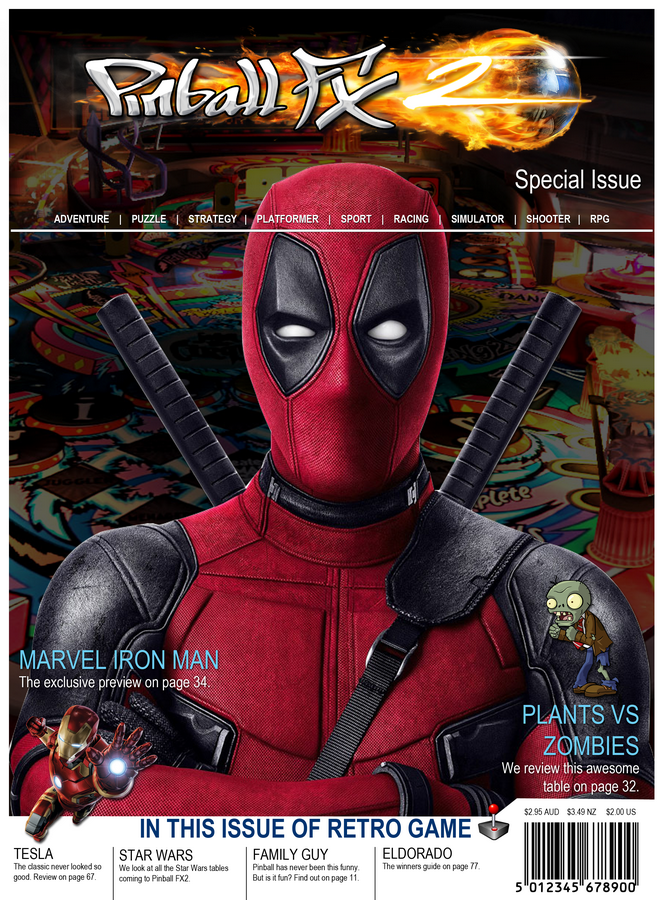 Pinball FX 2
Special Issue
ADVENTURE | PUZZLE | STRATEGY | PLATFORMER | SPORT | RACING | SIMULATOR | SHOOTER | RPG
MARVEL IRON MAN
The exclusive preview on page 34.
PLANTS VS
ZOMBIES
We review this awesome
table on page 32.
IN THIS ISSUE OF RETRO GAME
$2.95 AUD $3.49 NZ $2.00 US
TESLA
The classic never looked so
good. Review on page 67.
STAR WARS
We look at all the Star Wars tables
coming to Pinball FX2.
FAMILY GUY
Pinball has never been this funny.
But is it fun? Find out on page 11.
ELDORADO
The winners guide on page 77.
5 012345 678900